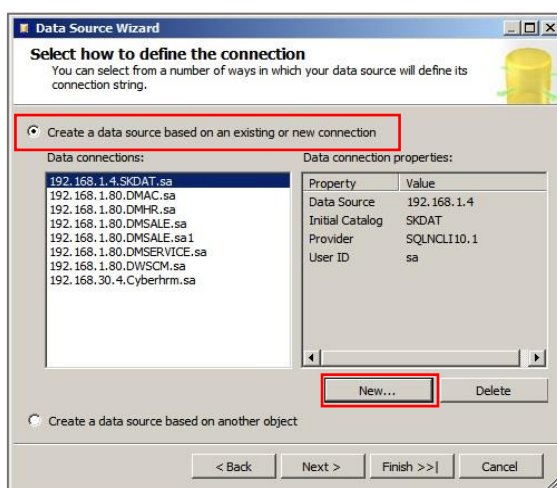 Data Source Wizard
Select how to define the connection
You can select from a number of ways in which your data source will define its
connection string.
Create a data source based on an existing or new connection
Data connections:
192.168.1.4.SKDAT.sa
192.168.1.80.DMAC.sa
192.168.1.80.DMHR.sa
192.168.1.80.DMSALE.sa
192.168.1.80.DMSALE.sa1
192.168.1.80.DMSERVICE.sa
192.168.1.80.DWSCM.sa
192.168.30.4.Cyberhrm.sa
Data connection properties:
Property Value
Data Source 192.168.1.4
Initial Catalog SKDAT
Provider SQLNCLI10.1
User ID sa
New... Delete
Create a data source based on another object
< Back Next > Finish >>| Cancel